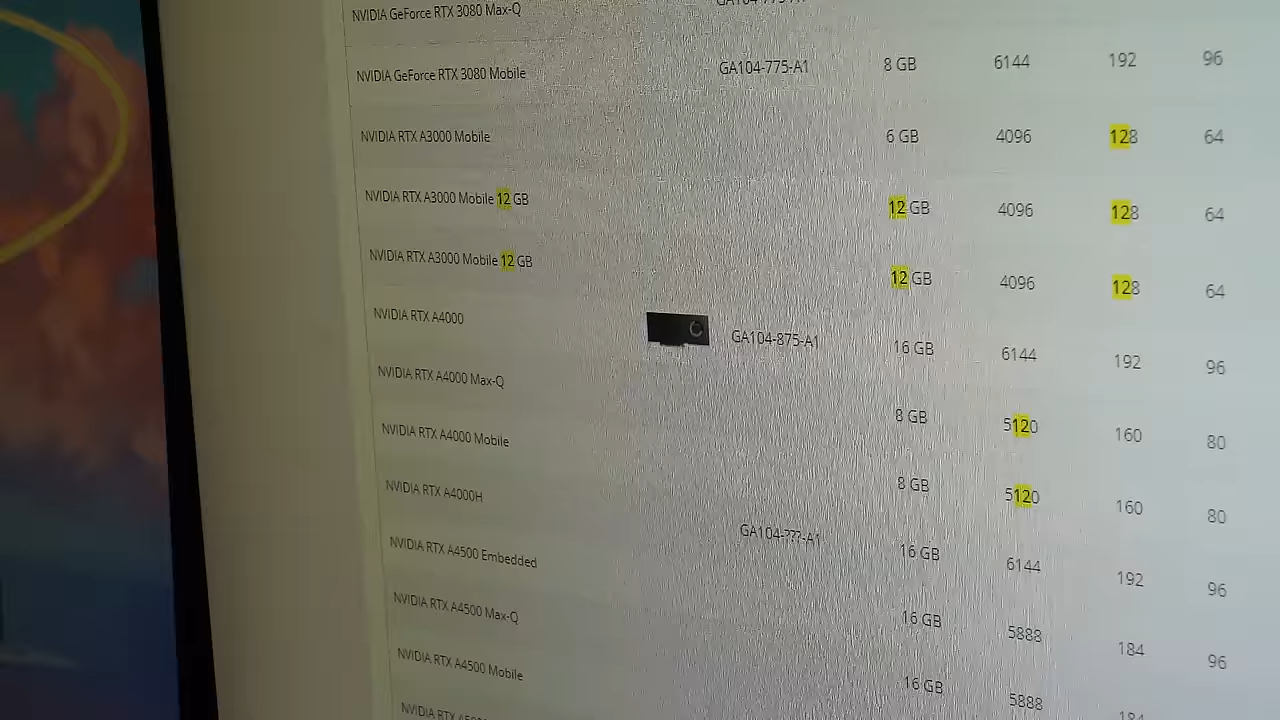 NVIDIA GeForce RTX 3080 Max-Q
NVIDIA GeForce RTX 3080 Mobile GA104-775-A1 8 GB 6144 192 96
NVIDIA RTX A3000 Mobile 6 GB 4096 128 64
NVIDIA RTX A3000 Mobile 12 GB 12 GB 4096 128 64
NVIDIA RTX A3000 Mobile 12 GB 12 GB 4096 128 64
NVIDIA RTX A4000 GA104-875-A1 16 GB 6144 192 96
NVIDIA RTX A4000 Max-Q 8 GB 5120 160 80
NVIDIA RTX A4000 Mobile 8 GB 5120 160 80
NVIDIA RTX A4000H GA104-???-A1 16 GB 6144 192 96
NVIDIA RTX A4500 Embedded 16 GB 5888 184 96
NVIDIA RTX A4500 Max-Q 16 GB 5888
NVIDIA RTX A4500 Mobile
NVIDIA RTX